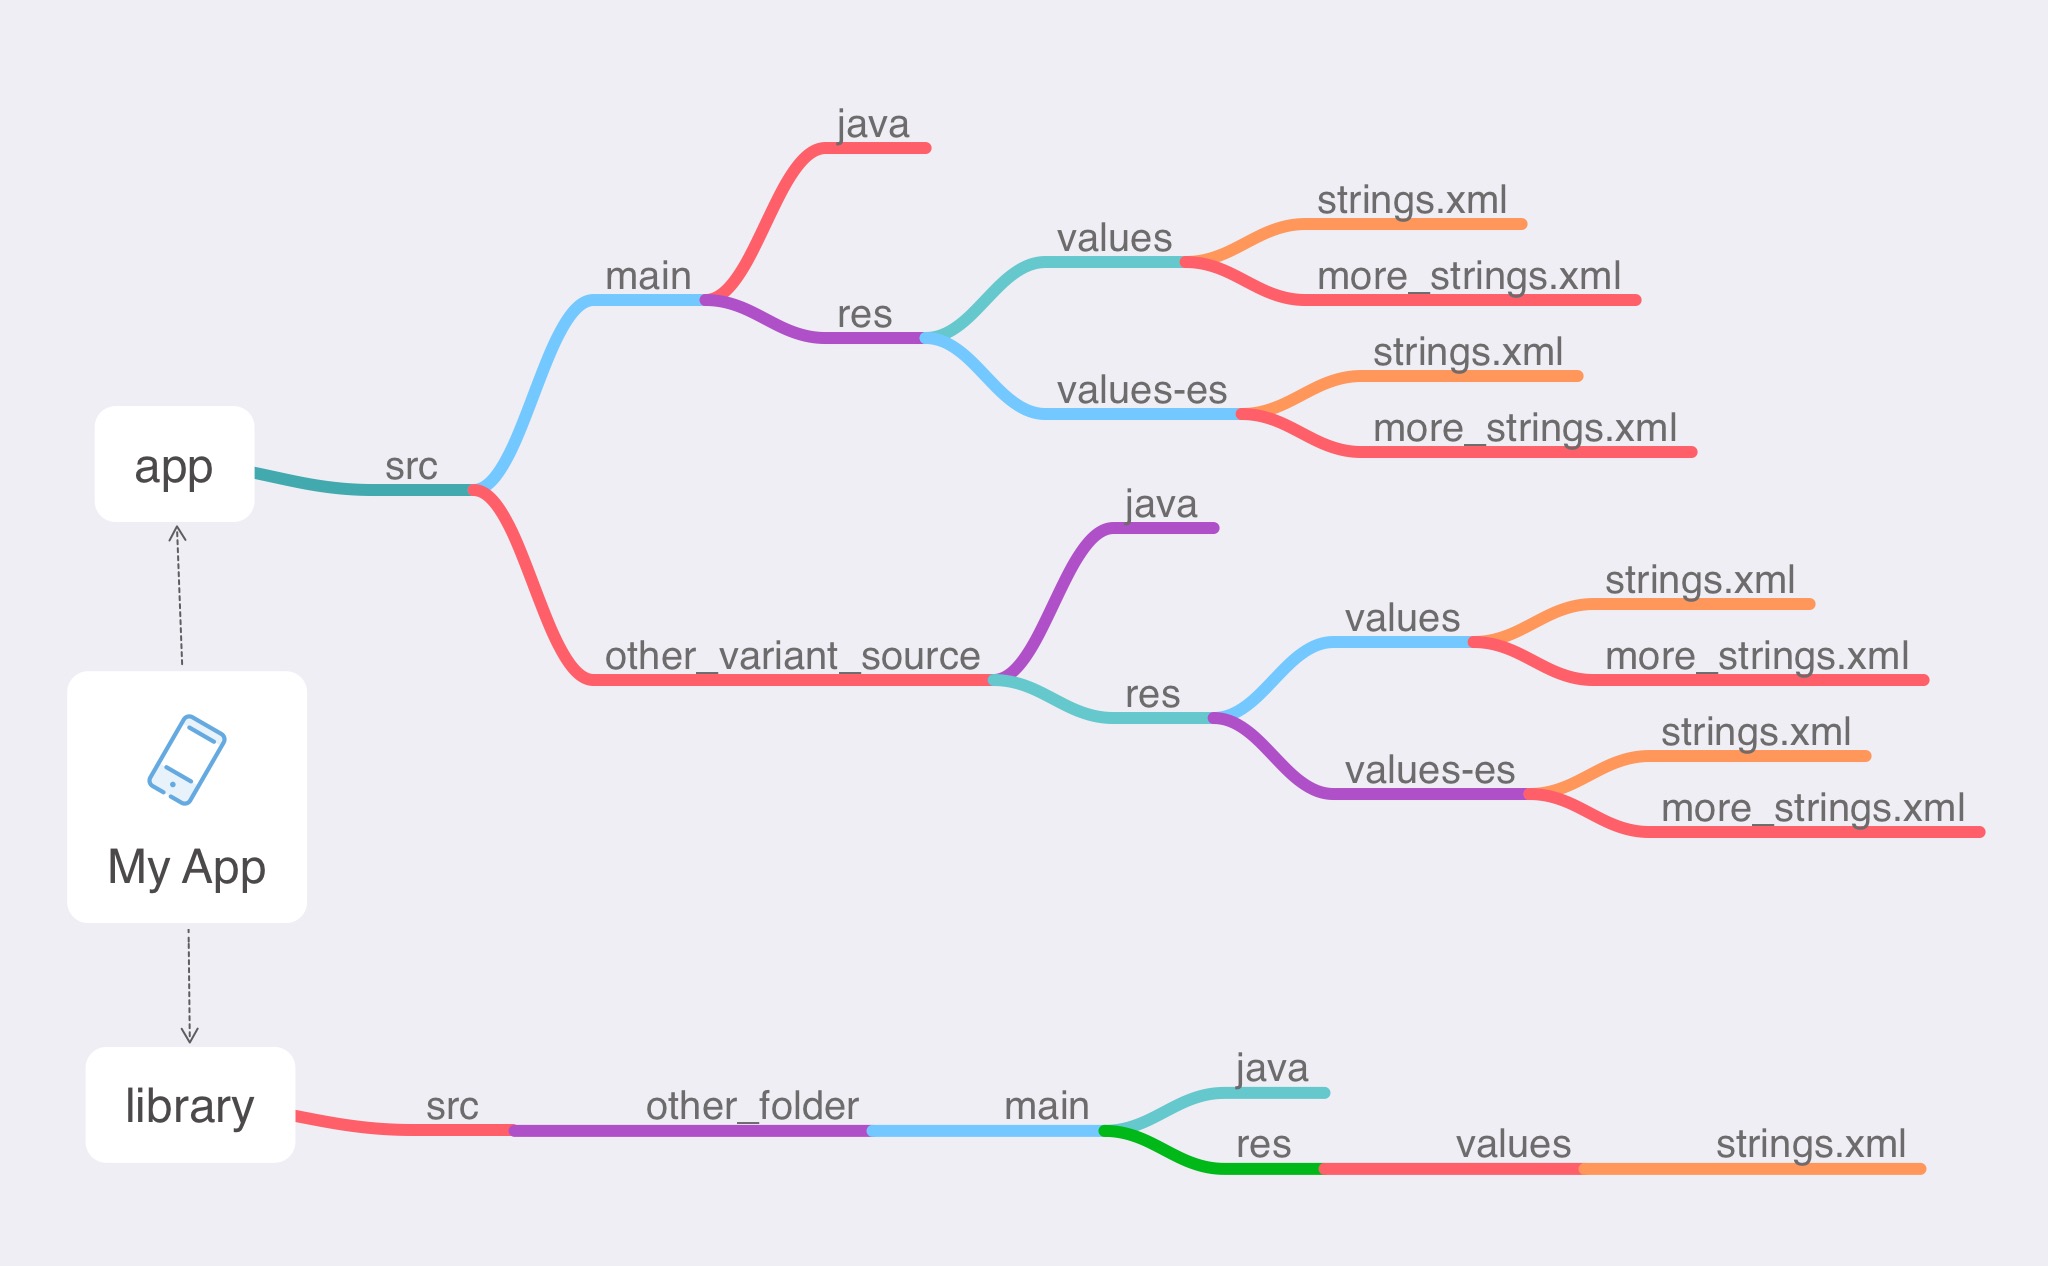 java
strings.xml
values
more_strings.xml
main
res
strings.xml
values-es
more_strings.xml
app
src
java
strings.xml
values
other_variant_source
more_strings.xml
res
strings.xml
values-es
more_strings.xml
My App
java
library
src
other_folder
main
res
values
strings.xml